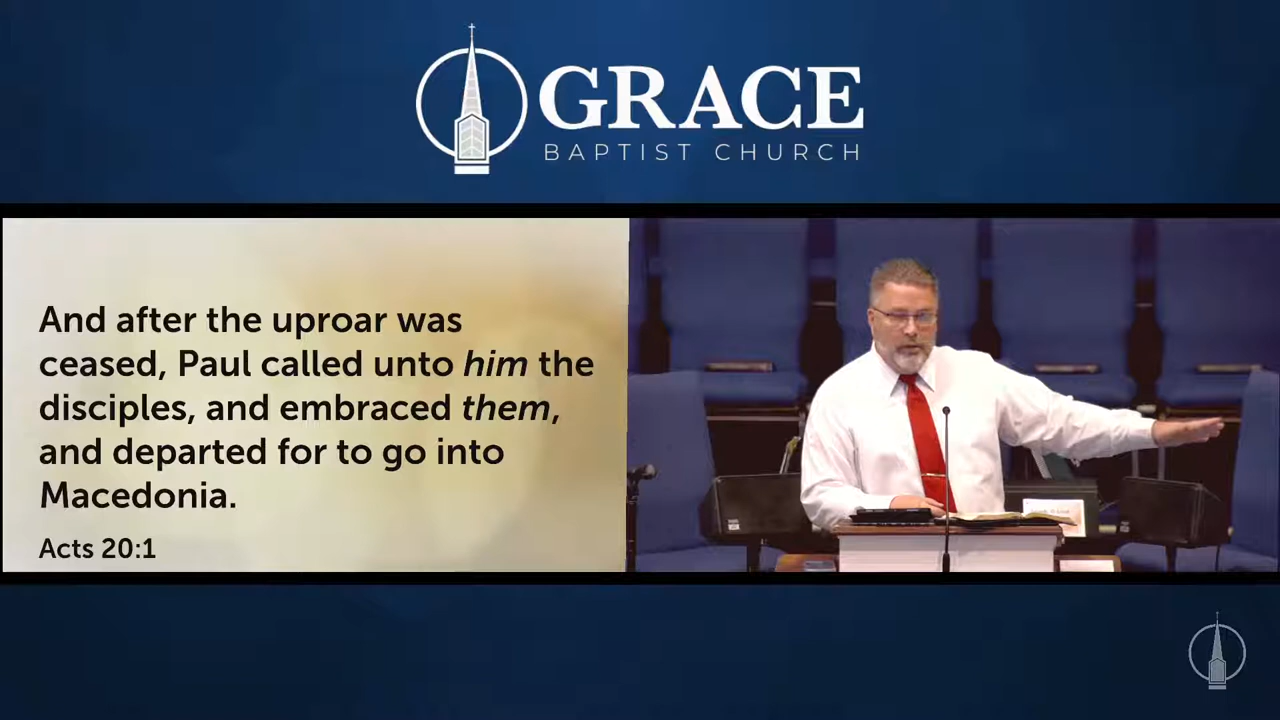 GRACE
BAPTIST CHURCH
And after the uproar was
ceased, Paul called unto him the
disciples, and embraced them,
and departed for to go into
Macedonia.
Acts 20:1